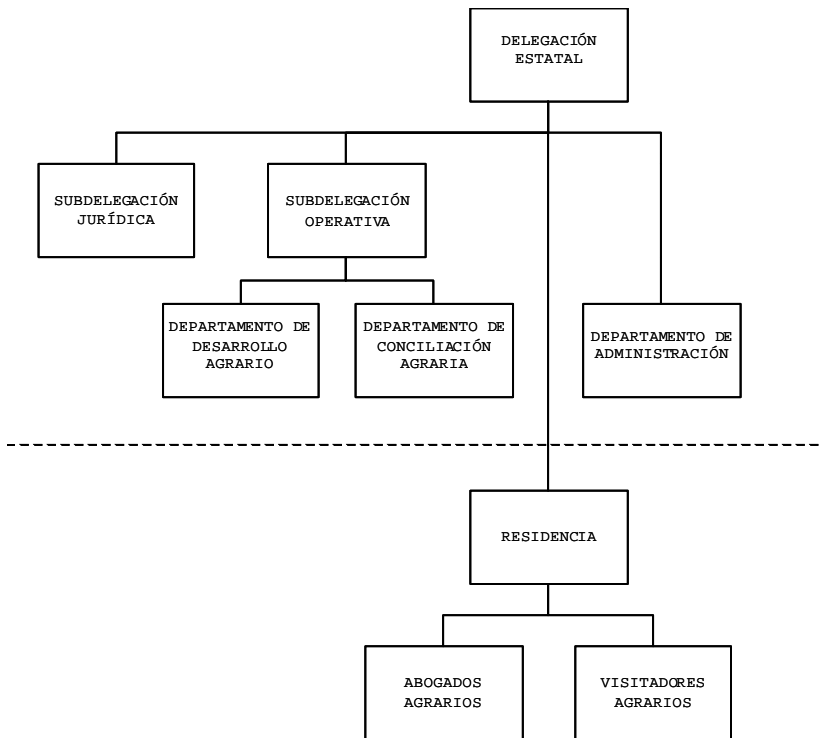 DELEGACIÓN
ESTATAL
SUBDELEGACIÓN
JURÍDICA
SUBDELEGACIÓN
OPERATIVA
DEPARTAMENTO DE
DESARROLLO
AGRARIO
DEPARTAMENTO DE
CONCILIACIÓN
AGRARIA
DEPARTAMENTO DE
ADMINISTRACIÓN
RESIDENCIA
ABOGADOS
AGRARIOS
VISITADORES
AGRARIOS